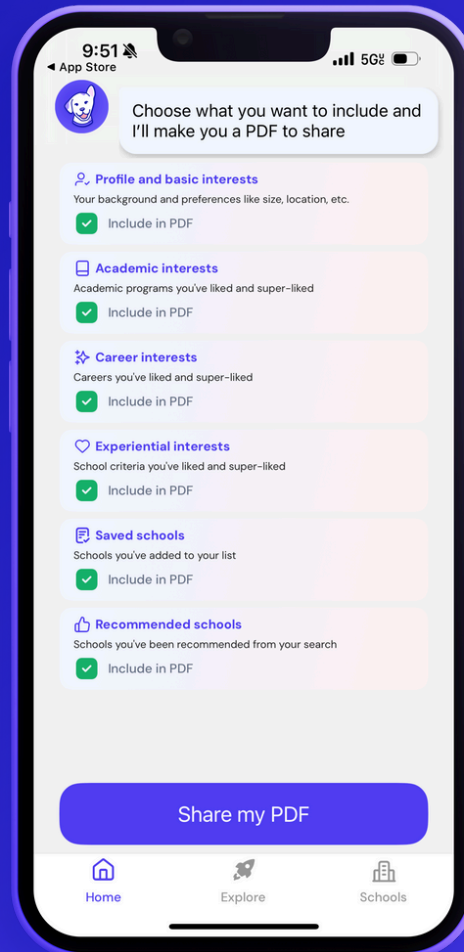 9:51
5G
App Store
Choose what you want to include and
I'll make you a PDF to share
Profile and basic interests
Your background and preferences like size, location, etc.
Include in PDF
Academic interests
Academic programs you've liked and super-liked
Include in PDF
Career interests
Careers you've liked and super-liked
Include in PDF
Experiential interests
School criteria you've liked and super-liked
Include in PDF
Saved schools
Schools you've added to your list
Include in PDF
Recommended schools
Schools you've been recommended from your search
Include in PDF
Share my PDF
Home
Explore
Schools